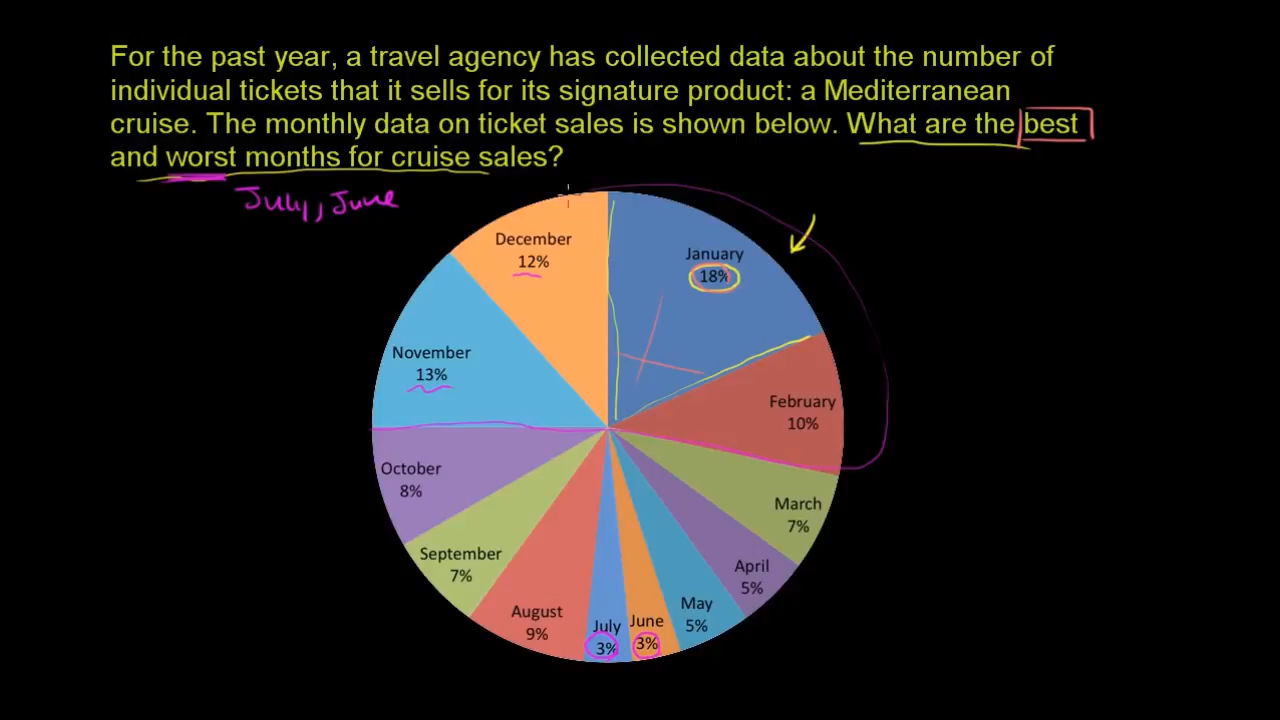 For the past year, a travel agency has collected data about the number of
individual tickets that it sells for its signature product: a Mediterranean
cruise. The monthly data on ticket sales is shown below. What are the best
and worst months for cruise sales?
July, June
December
12%
January
18%
November
13%
February
10%
October
8%
March
7%
September
7%
April
5%
August
9%
July
3%
June
3%
May
5%